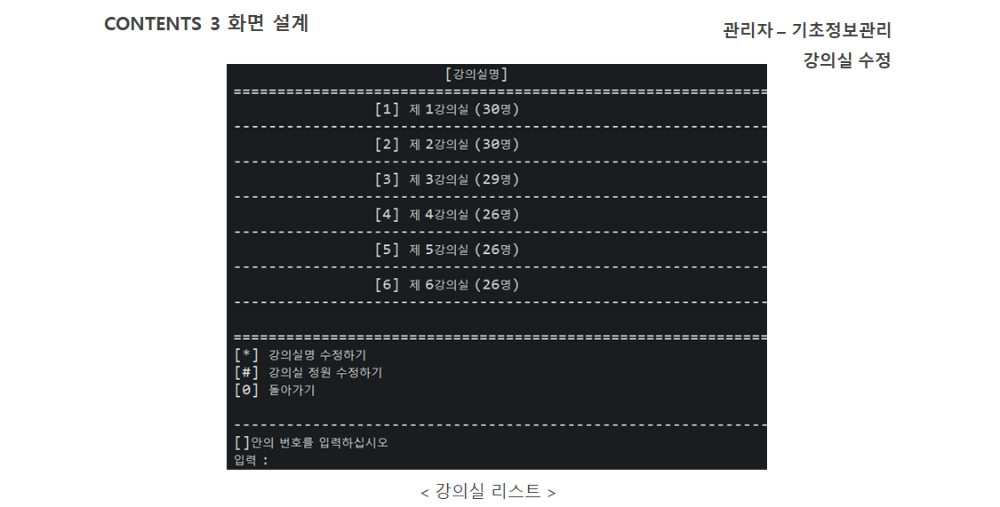 CONTENTS 3 화면 설계
관리자 – 기초정보관리
강의실 수정
[강의실명]
=============================================================
[1] 제 1강의실 (30명)
-------------------------------------------------------------
[2] 제 2강의실 (30명)
-------------------------------------------------------------
[3] 제 3강의실 (29명)
-------------------------------------------------------------
[4] 제 4강의실 (26명)
-------------------------------------------------------------
[5] 제 5강의실 (26명)
-------------------------------------------------------------
[6] 제 6강의실 (26명)
-------------------------------------------------------------
=============================================================
[*] 강의실명 수정하기
[#] 강의실 정원 수정하기
[0] 돌아가기
-------------------------------------------------------------
[]안의 번호를 입력하십시오
입력 :
< 강의실 리스트 >